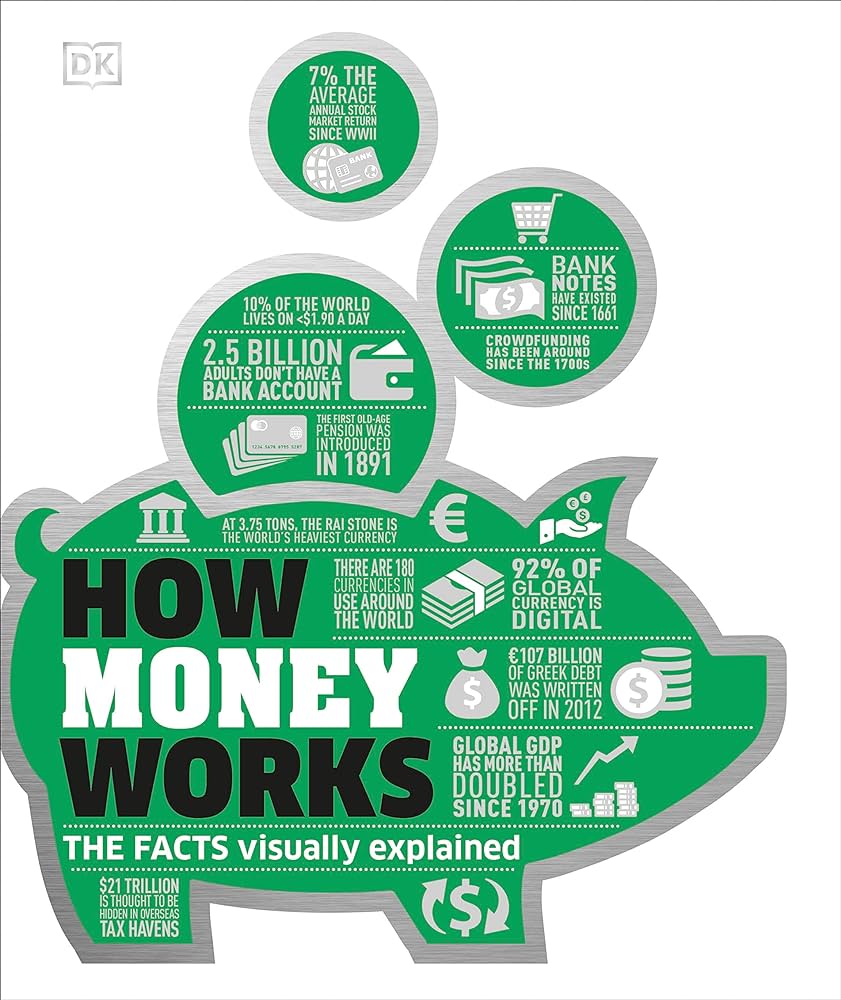 DK
7% THE
AVERAGE
ANNUAL STOCK
MARKET RETURN
SINCE WWII
BANK
BANK
NOTES
HAVE EXISTED
SINCE 1661
$
CROWDFUNDING
HAS BEEN AROUND
SINCE THE 1700s
10% OF THE WORLD
LIVES ON <$1.90 A DAY
2.5 BILLION
ADULTS DON'T HAVE A
BANK ACCOUNT
THE FIRST OLD-AGE
PENSION WAS
INTRODUCED
IN 1891
AT 3.75 TONS, THE RAI STONE IS
THE WORLD'S HEAVIEST CURRENCY
€
€ £
$
HOW
MONEY
WORKS
THERE ARE 180
CURRENCIES IN
USE AROUND
THE WORLD
92% OF
GLOBAL
CURRENCY IS
DIGITAL
$
€107 BILLION
OF GREEK DEBT
WAS WRITTEN
OFF IN 2012
$
GLOBAL GDP
HAS MORE THAN
DOUBLED
SINCE 1970
THE FACTS visually explained
$21 TRILLION
IS THOUGHT TO BE
HIDDEN IN OVERSEAS
TAX HAVENS
$